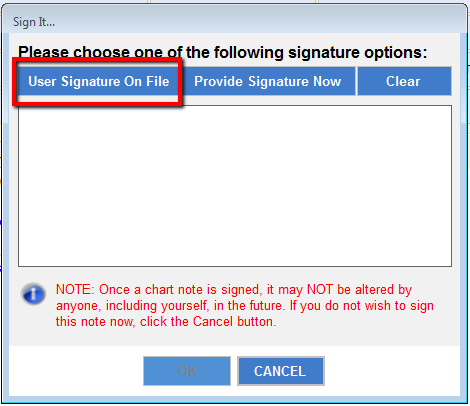 Sign It...
Please choose one of the following signature options:
User Signature On File Provide Signature Now Clear
NOTE: Once a chart note is signed, it may NOT be altered by
anyone, including yourself, in the future. If you do not wish to sign
this note now, click the Cancel button.
OK CANCEL